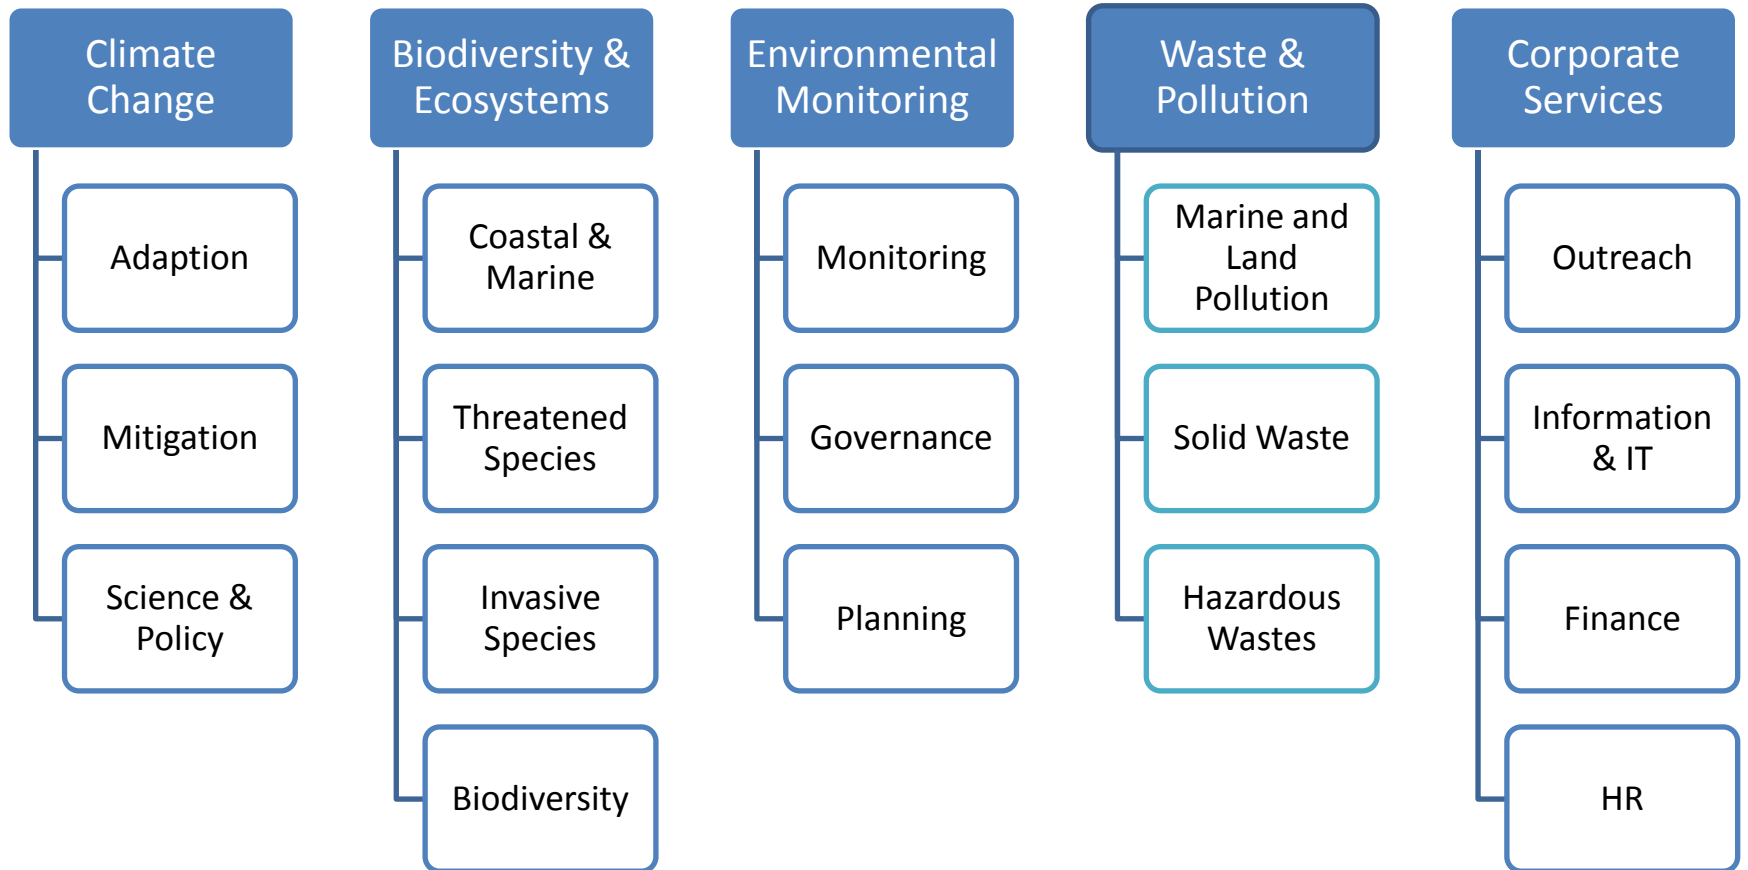 Climate
Change
Adaption
Mitigation
Science &
Policy
Biodiversity &
Ecosystems
Coastal &
Marine
Threatened
Species
Invasive
Species
Biodiversity
Environmental
Monitoring
Monitoring
Governance
Planning
Waste &
Pollution
Marine and
Land
Pollution
Solid Waste
Hazardous
Wastes
Corporate
Services
Outreach
Information
& IT
Finance
HR